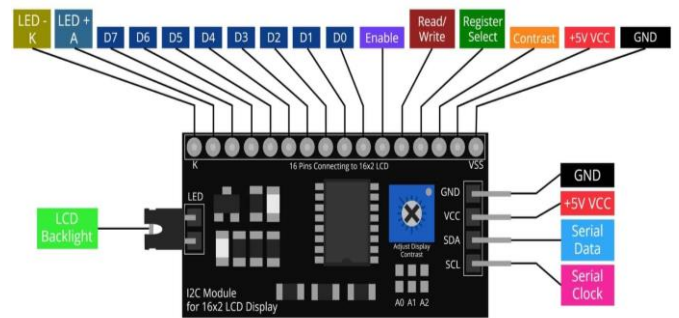 LED -
K
LED +
A
D7
D6
D5
D4
D3
D2
D1
D0
Enable
Read/
Write
Register
Select
Contrast
+5V VCC
GND
K
16 Pins Connecting to 16x2 LCD
VSS
LED
LCD
Backlight
GND
VCC
SDA
SCL
GND
+5V VCC
Serial
Data
Serial
Clock
Adjust Display
Contrast
I2C Module
for 16x2 LCD Display
A0 A1 A2